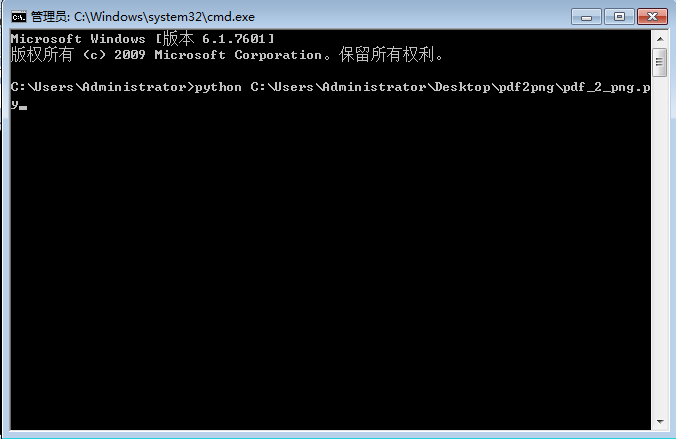 管理员: C:\Windows\system32\cmd.exe
Microsoft Windows [版本 6.1.7601]
版权所有 (c) 2009 Microsoft Corporation。保留所有权利。
C:\Users\Administrator>python C:\Users\Administrator\Desktop\pdf2png\pdf_2_png.p
y